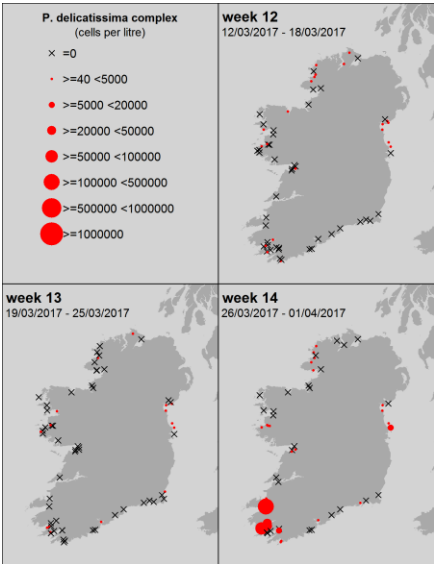 P. delicatissima complex
(cells per litre)
=0
>=40 <5000
>=5000 <20000
>=20000 <50000
>=50000 <100000
>=100000 <500000
>=500000 <1000000
>=1000000
week 12
12/03/2017 - 18/03/2017
week 13
19/03/2017 - 25/03/2017
week 14
26/03/2017 - 01/04/2017